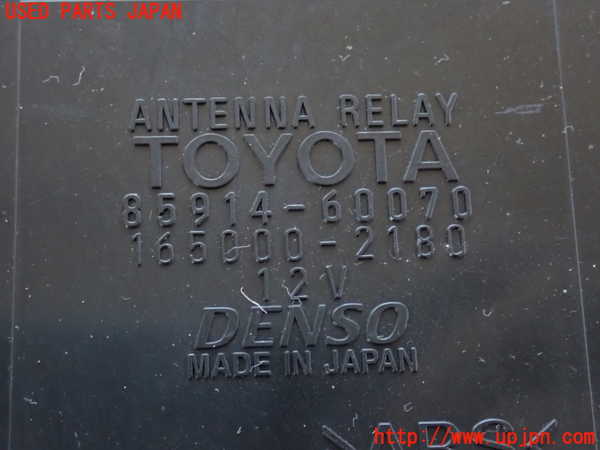 USED PARTS JAPAN
ANTENNA RELAY
TOYOTA
85914-60070
165000-2180
12V
DENSO
MADE IN JAPAN
>ABS<
http://www.upjpn.com